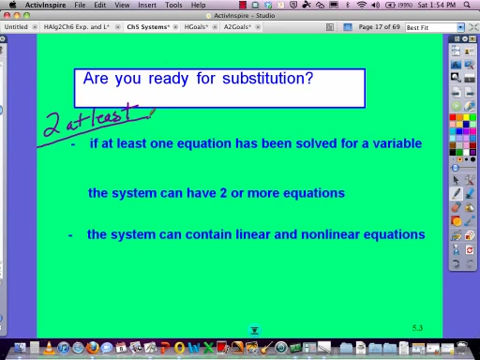 ActivInspire File Edit View Insert Tools Help (99%) Sat 1:54 PM
ActivInspire – Studio
Untitled HAlg2Ch6 Exp. and L* Ch5 Systems* HGoals* A2Goals* Page 17 of 69 Best Fit
Are you ready for substitution?
2 at least
- if at least one equation has been solved for a variable
the system can have 2 or more equations
- the system can contain linear and nonlinear equations
5.3